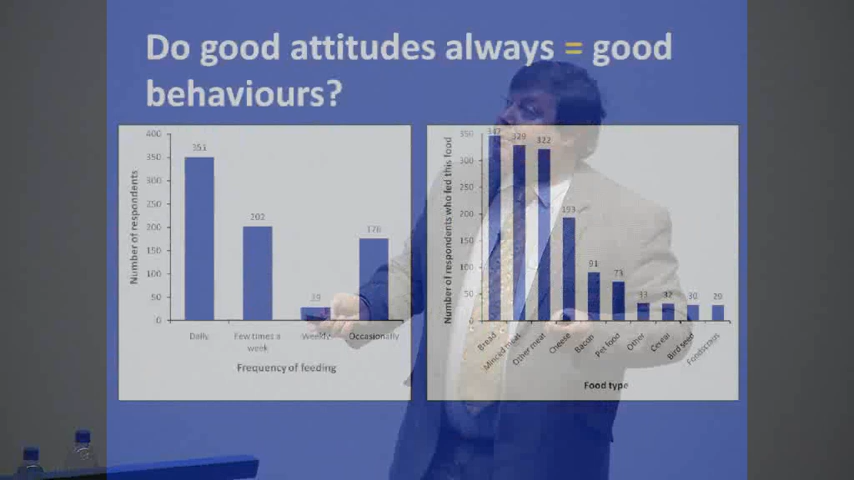 Do good attitudes always = good
behaviours?
400
350
300
250
200
150
100
50
0
Number of respondents
351
202
176
Daily
Few times a
week
Weekly
Occasionally
Frequency of feeding
350
300
250
200
150
100
50
0
Number of respondents who fed this food
347
329
322
193
91
73
33
32
30
29
Bread
Minced meat
Other meat
Cheese
Bacon
Pet food
Other
Cereal
Bird seed
Foodscraps
Food type